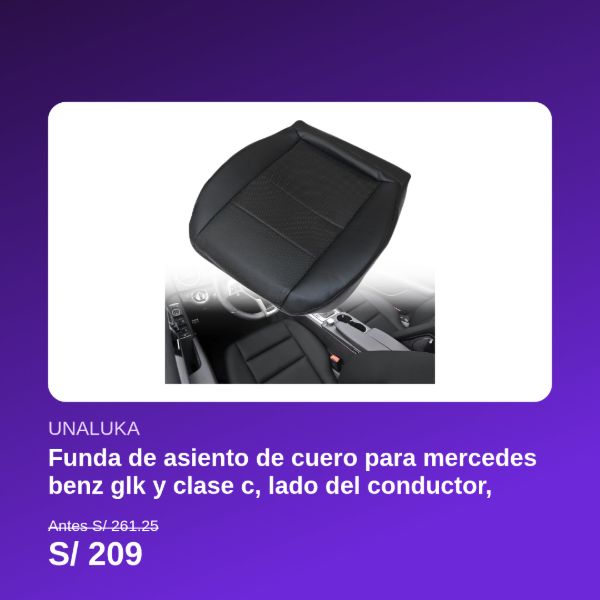 UNALUKA
Funda de asiento de cuero para mercedes
benz glk y clase c, lado del conductor,
Antes S/ 261.25
S/ 209